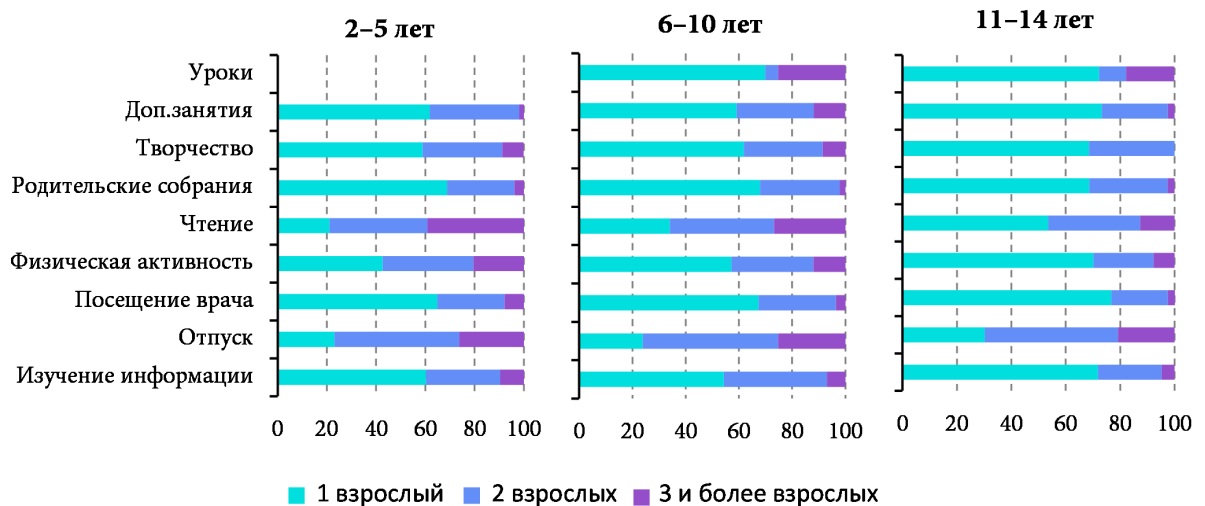 2–5 лет
6–10 лет
11–14 лет
Уроки
Доп.занятия
Творчество
Родительские собрания
Чтение
Физическая активность
Посещение врача
Отпуск
Изучение информации
0 20 40 60 80 100
0 20 40 60 80 100
0 20 40 60 80 100
1 взрослый 2 взрослых 3 и более взрослых